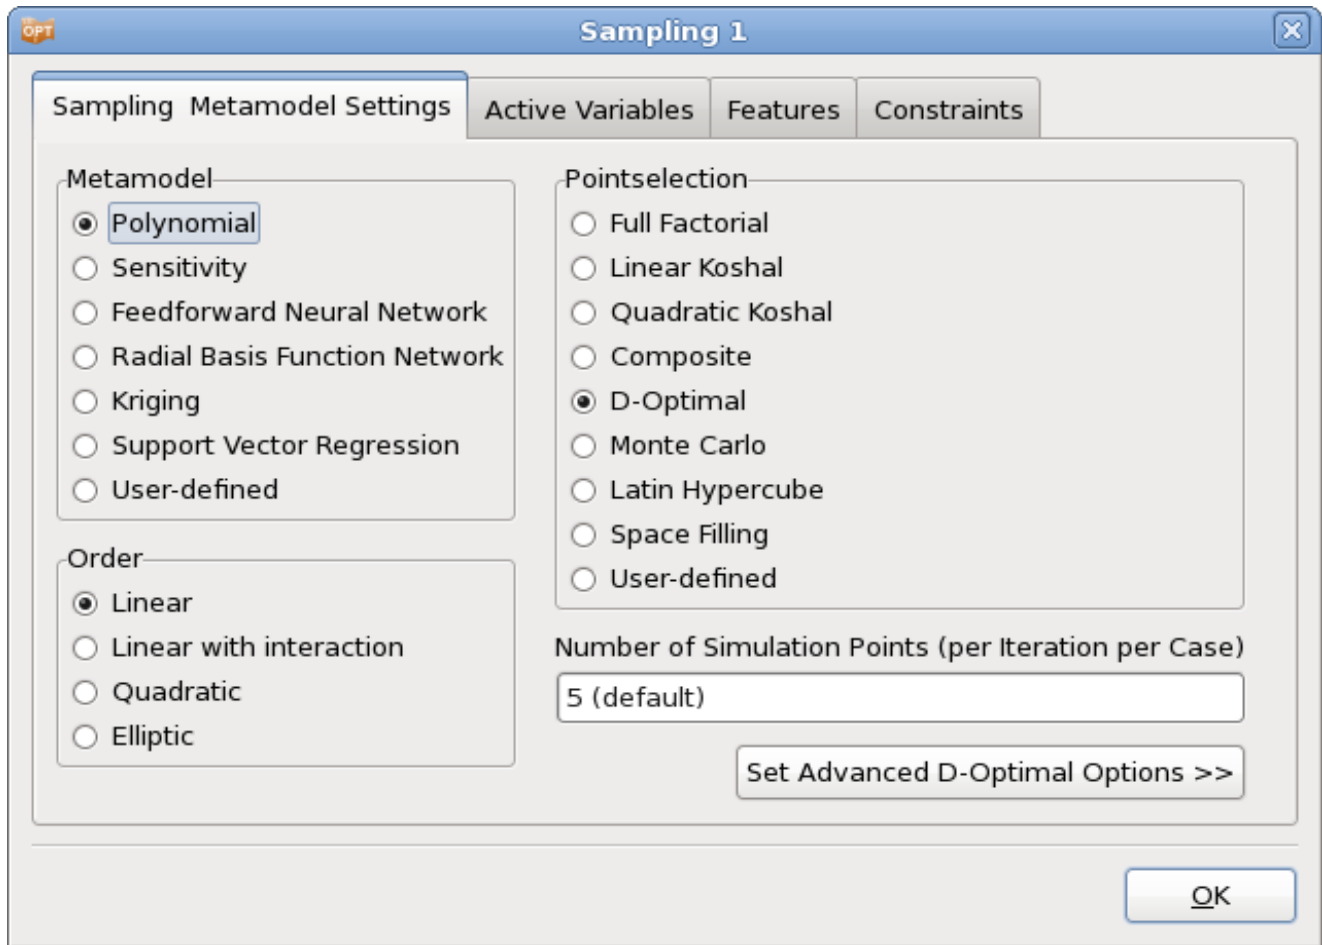 OPT
Sampling 1
Sampling Metamodel Settings
Active Variables
Features
Constraints
Metamodel
Polynomial
Sensitivity
Feedforward Neural Network
Radial Basis Function Network
Kriging
Support Vector Regression
User-defined
Order
Linear
Linear with interaction
Quadratic
Elliptic
Pointselection
Full Factorial
Linear Koshal
Quadratic Koshal
Composite
D-Optimal
Monte Carlo
Latin Hypercube
Space Filling
User-defined
Number of Simulation Points (per Iteration per Case)
5 (default)
Set Advanced D-Optimal Options >>
OK